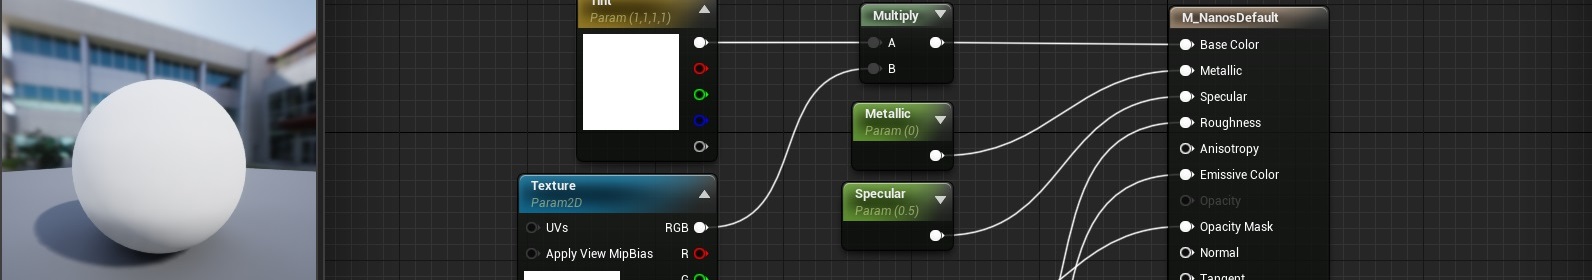 Tint
Param (1,1,1,1)
Multiply
A
B
Metallic
Param (0)
Specular
Param (0.5)
Texture
Param2D
UVs
RGB
Apply View MipBias
R
G
M_NanosDefault
Base Color
Metallic
Specular
Roughness
Anisotropy
Emissive Color
Opacity
Opacity Mask
Normal
Tangent